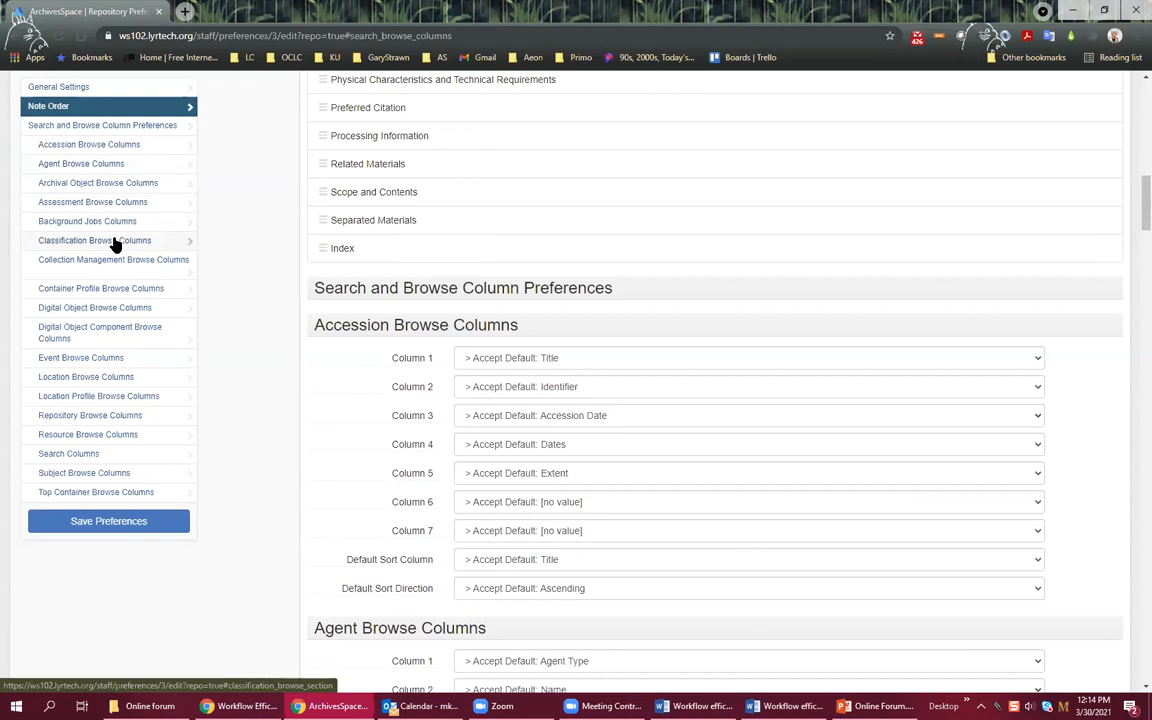 ArchivesSpace | Repository Pref
ws102.lyrtech.org/staff/preferences/3/edit?repo=true#search_browse_columns
426
Apps Bookmarks Home | Free Interne... LC OCLC KU GaryStrawn AS Gmail Aeon Primo 90s, 2000s, Today's... Boards | Trello Other bookmarks Reading list
General Settings
Note Order
Search and Browse Column Preferences
Accession Browse Columns
Agent Browse Columns
Archival Object Browse Columns
Assessment Browse Columns
Background Jobs Columns
Classification Browse Columns
Collection Management Browse Columns
Container Profile Browse Columns
Digital Object Browse Columns
Digital Object Component Browse
Columns
Event Browse Columns
Location Browse Columns
Location Profile Browse Columns
Repository Browse Columns
Resource Browse Columns
Search Columns
Subject Browse Columns
Top Container Browse Columns
Save Preferences
Physical Characteristics and Technical Requirements
Preferred Citation
Processing Information
Related Materials
Scope and Contents
Separated Materials
Index
Search and Browse Column Preferences
Accession Browse Columns
Column 1 > Accept Default: Title
Column 2 > Accept Default: Identifier
Column 3 > Accept Default: Accession Date
Column 4 > Accept Default: Dates
Column 5 > Accept Default: Extent
Column 6 > Accept Default: [no value]
Column 7 > Accept Default: [no value]
Default Sort Column > Accept Default: Title
Default Sort Direction > Accept Default: Ascending
Agent Browse Columns
Column 1 > Accept Default: Agent Type
Column 2 > Accept Default: Name
https://ws102.lyrtech.org/staff/preferences/3/edit?repo=true#classification_browse_section
Online forum Workflow Effic... ArchivesSpace... Calendar - rnk... Zoom Meeting Contr... Workflow effic... Workflow effic... Online Forum.... Desktop 12:14 PM
3/30/2021
2